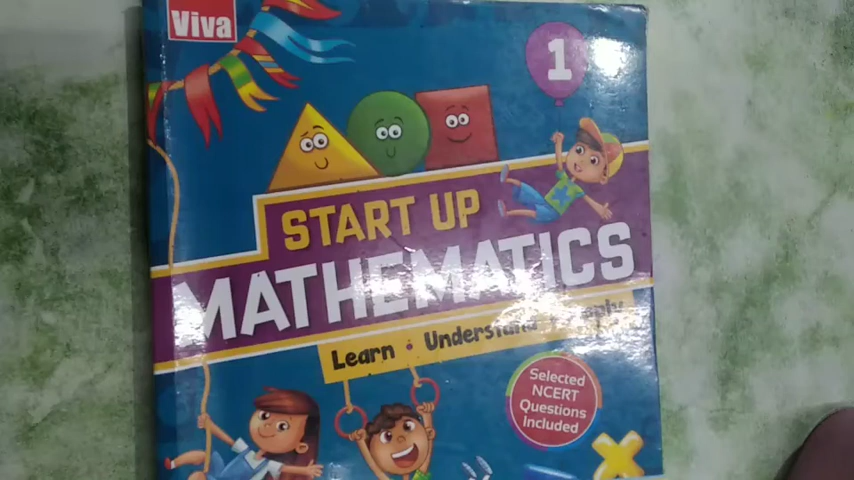 Viva
1
START UP
MATHEMATICS
Learn • Understand
Selected
NCERT
Questions
Included